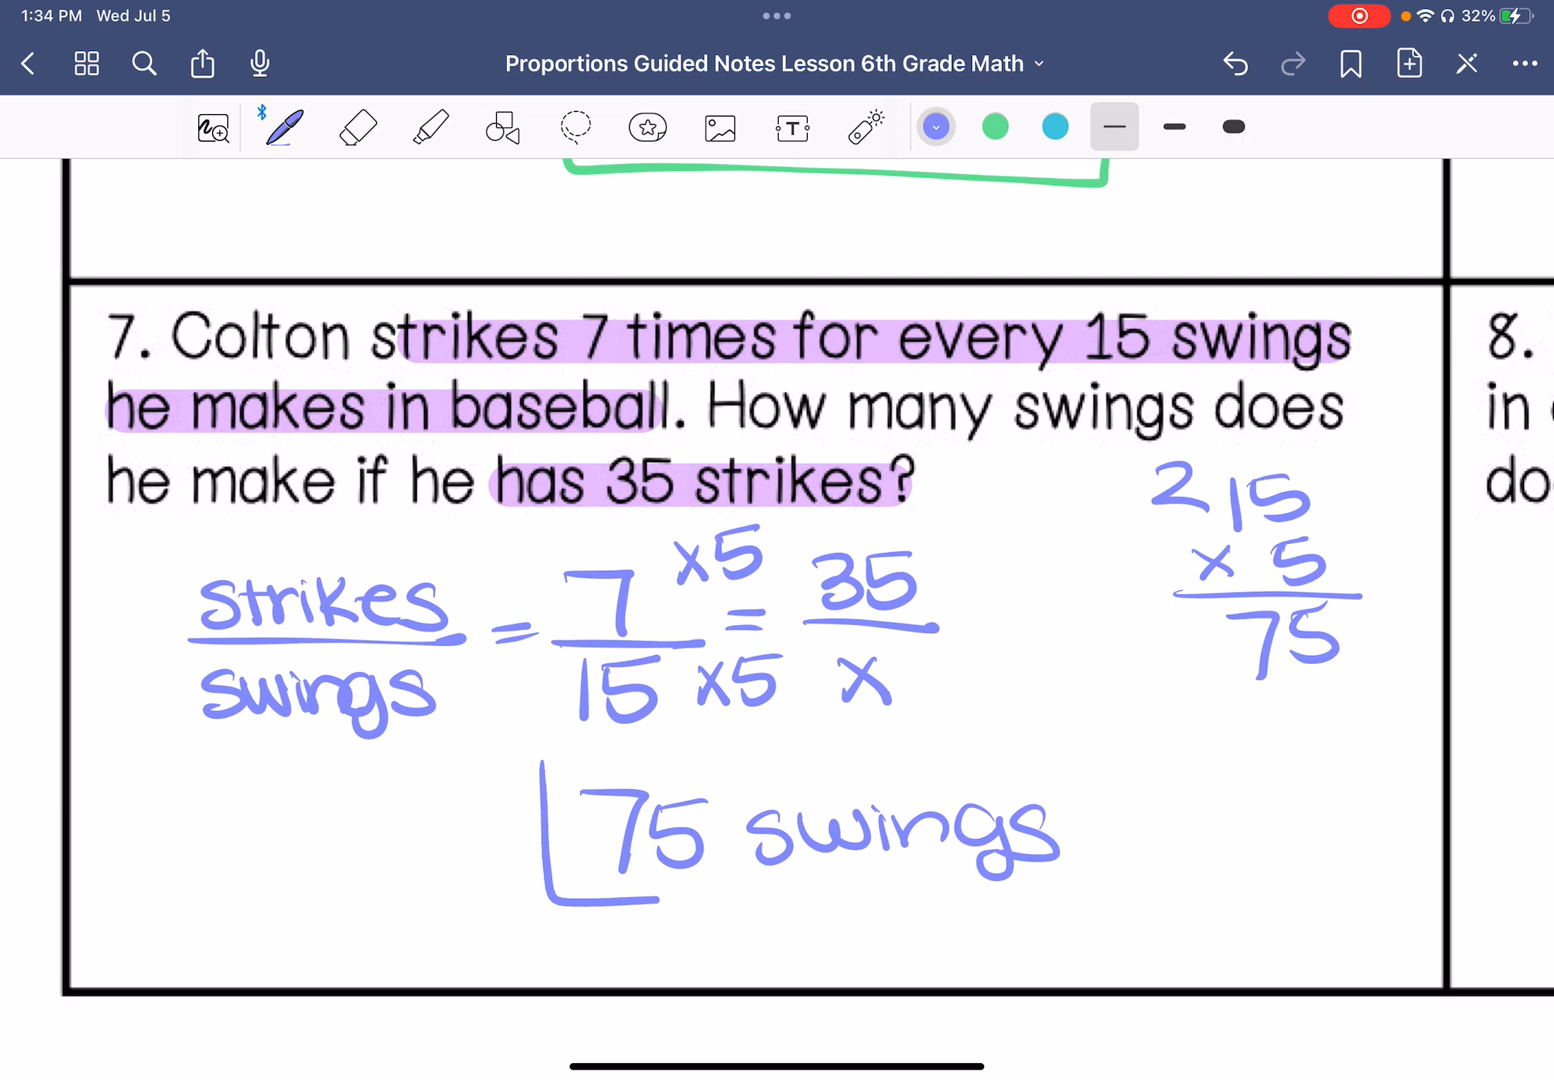 1:34 PM Wed Jul 5
32%
Proportions Guided Notes Lesson 6th Grade Math
T
7. Colton strikes 7 times for every 15 swings
he makes in baseball. How many swings does
he make if he has 35 strikes?
8.
in
do
strikes / swings = 7 / 15 ×5 ×5 = 35 / x
2 15
× 5
75
75 swings